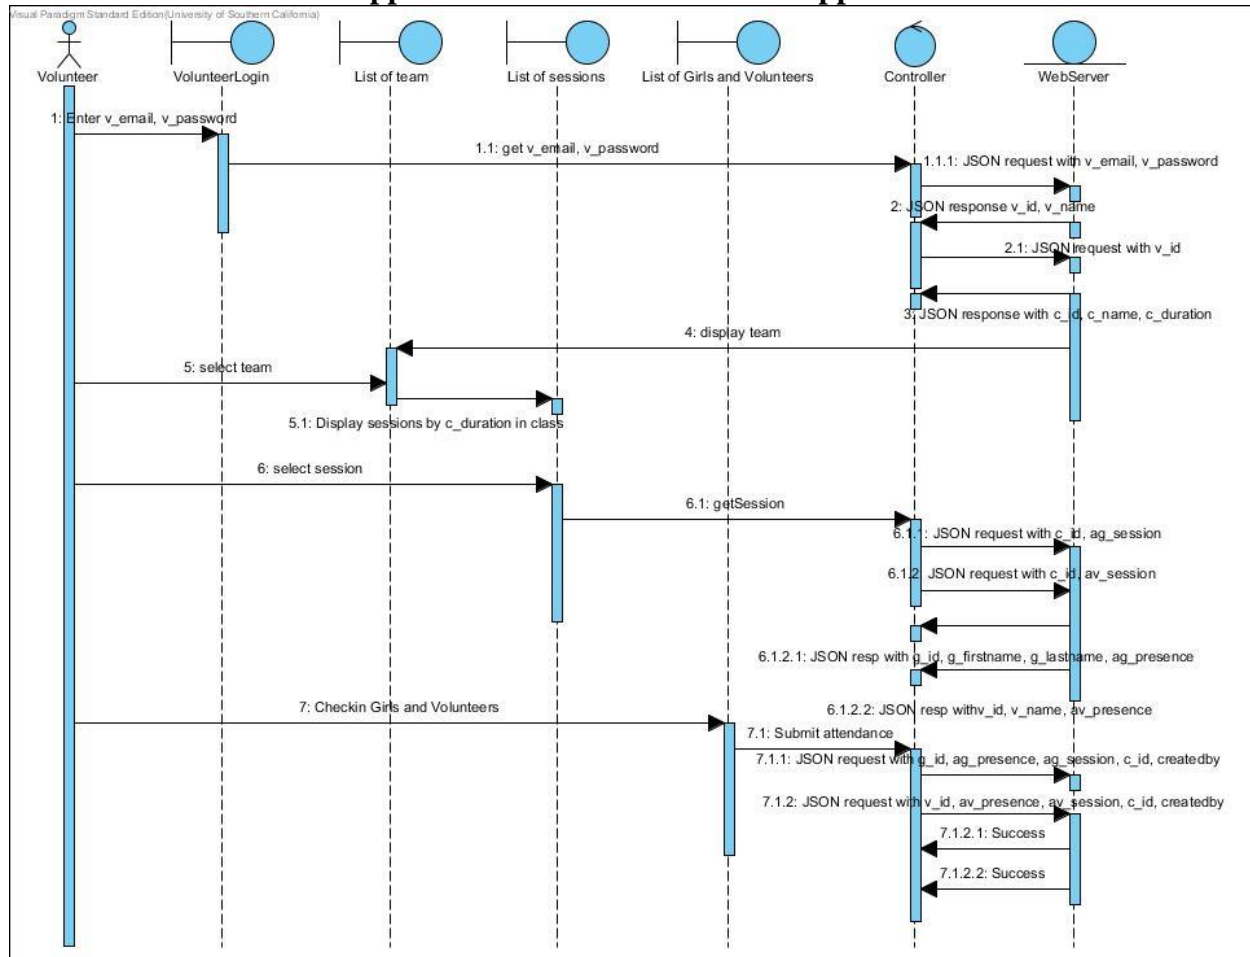 Visual Paradigm Standard Edition(University of Southern California)
Volunteer
VolunteerLogin
List of team
List of sessions
List of Girls and Volunteers
Controller
WebServer
1: Enter v_email, v_password
1.1: get v_email, v_password
1.1.1: JSON request with v_email, v_password
2: JSON response v_id, v_name
2.1: JSON request with v_id
3: JSON response with c_id, c_name, c_duration
4: display team
5: select team
5.1: Display sessions by c_duration in class
6: select session
6.1: getSession
6.1.1: JSON request with c_id, ag_session
6.1.2: JSON request with c_id, av_session
6.1.2.1: JSON resp with g_id, g_firstname, g_lastname, ag_presence
6.1.2.2: JSON resp withv_id, v_name, av_presence
7: Checkin Girls and Volunteers
7.1: Submit attendance
7.1.1: JSON request with g_id, ag_presence, ag_session, c_id, createdby
7.1.2: JSON request with v_id, av_presence, av_session, c_id, createdby
7.1.2.1: Success
7.1.2.2: Success